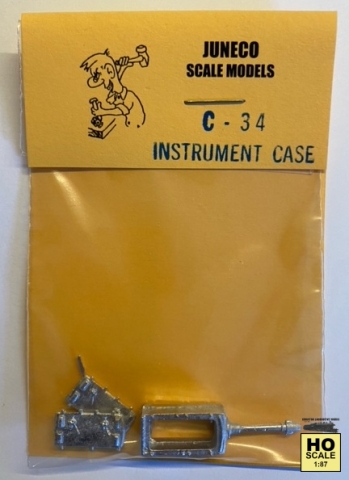 JUNECO
SCALE MODELS
C - 34
INSTRUMENT CASE
HO
SCALE
1:87